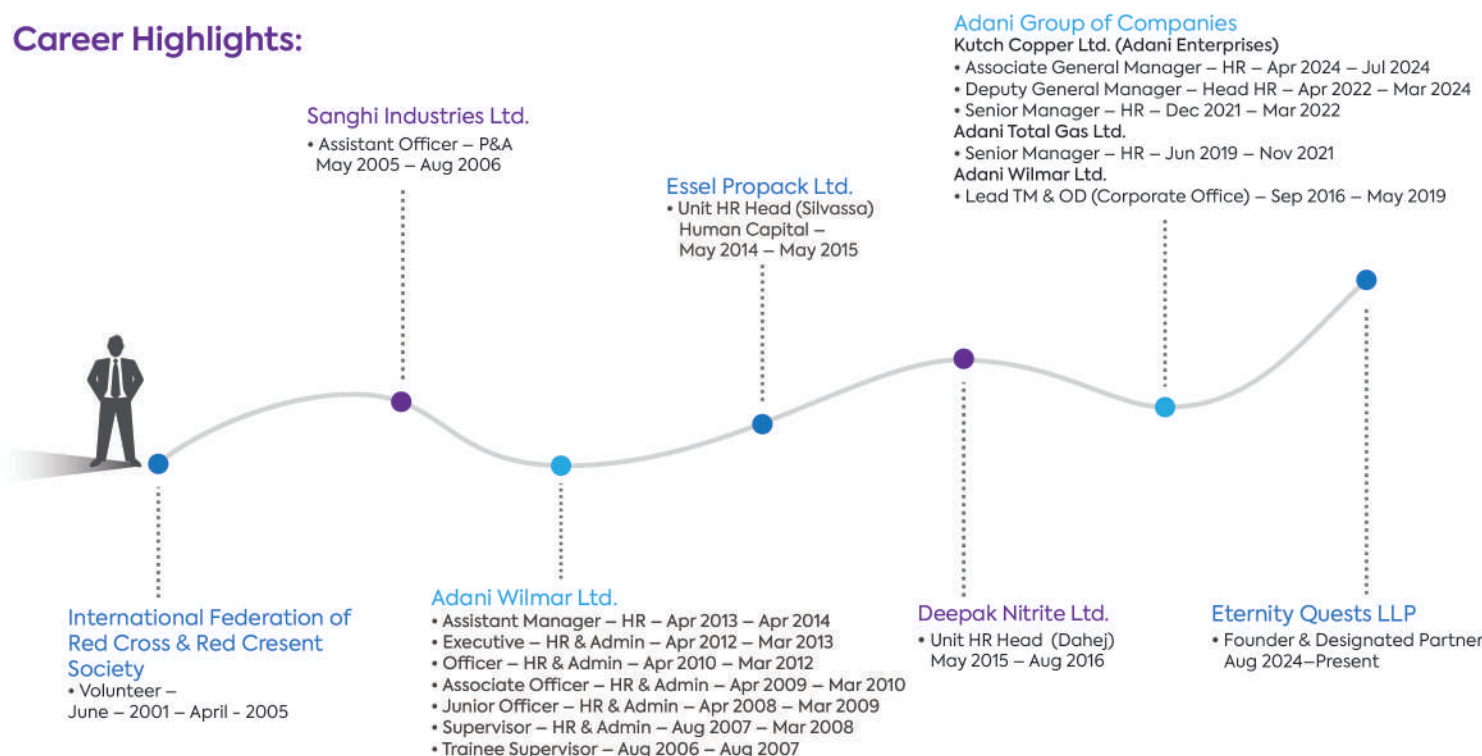 Career Highlights:
International Federation of
Red Cross & Red Cresent
Society
• Volunteer –
June – 2001 – April - 2005
Sanghi Industries Ltd.
• Assistant Officer – P&A
May 2005 – Aug 2006
Adani Wilmar Ltd.
• Assistant Manager – HR – Apr 2013 – Apr 2014
• Executive – HR & Admin – Apr 2012 – Mar 2013
• Officer – HR & Admin – Apr 2010 – Mar 2012
• Associate Officer – HR & Admin – Apr 2009 – Mar 2010
• Junior Officer – HR & Admin – Apr 2008 – Mar 2009
• Supervisor – HR & Admin – Aug 2007 – Mar 2008
• Trainee Supervisor – Aug 2006 – Aug 2007
Essel Propack Ltd.
• Unit HR Head (Silvassa)
Human Capital –
May 2014 – May 2015
Deepak Nitrite Ltd.
• Unit HR Head (Dahej)
May 2015 – Aug 2016
Adani Group of Companies
Kutch Copper Ltd. (Adani Enterprises)
• Associate General Manager – HR – Apr 2024 – Jul 2024
• Deputy General Manager – Head HR – Apr 2022 – Mar 2024
• Senior Manager – HR – Dec 2021 – Mar 2022
Adani Total Gas Ltd.
• Senior Manager – HR – Jun 2019 – Nov 2021
Adani Wilmar Ltd.
• Lead TM & OD (Corporate Office) – Sep 2016 – May 2019
Eternity Quests LLP
• Founder & Designated Partner
Aug 2024–Present